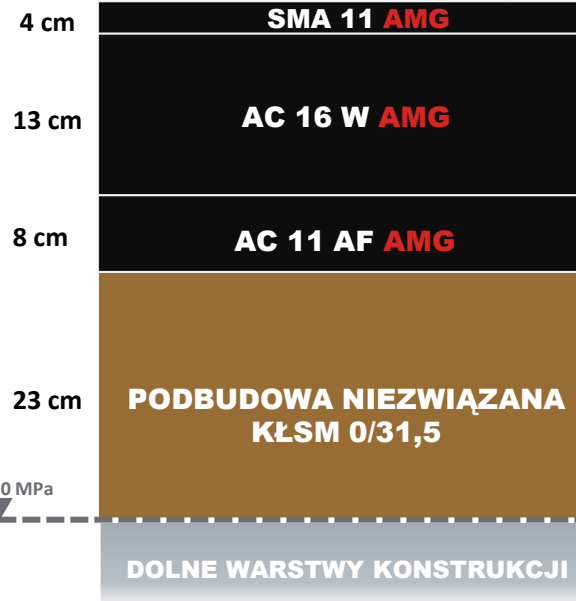 4 cm SMA 11 AMG
13 cm AC 16 W AMG
8 cm AC 11 AF AMG
23 cm PODBUDOWA NIEZWIĄZANA
KŁSM 0/31,5
0 MPa
DOLNE WARSTWY KONSTRUKCJI